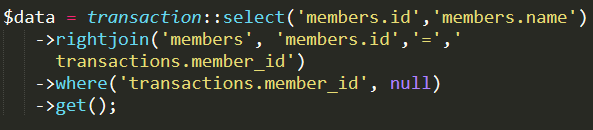 $data = transaction::select('members.id','members.name')
->rightjoin('members', 'members.id','=','
transactions.member_id')
->where('transactions.member_id', null)
->get();